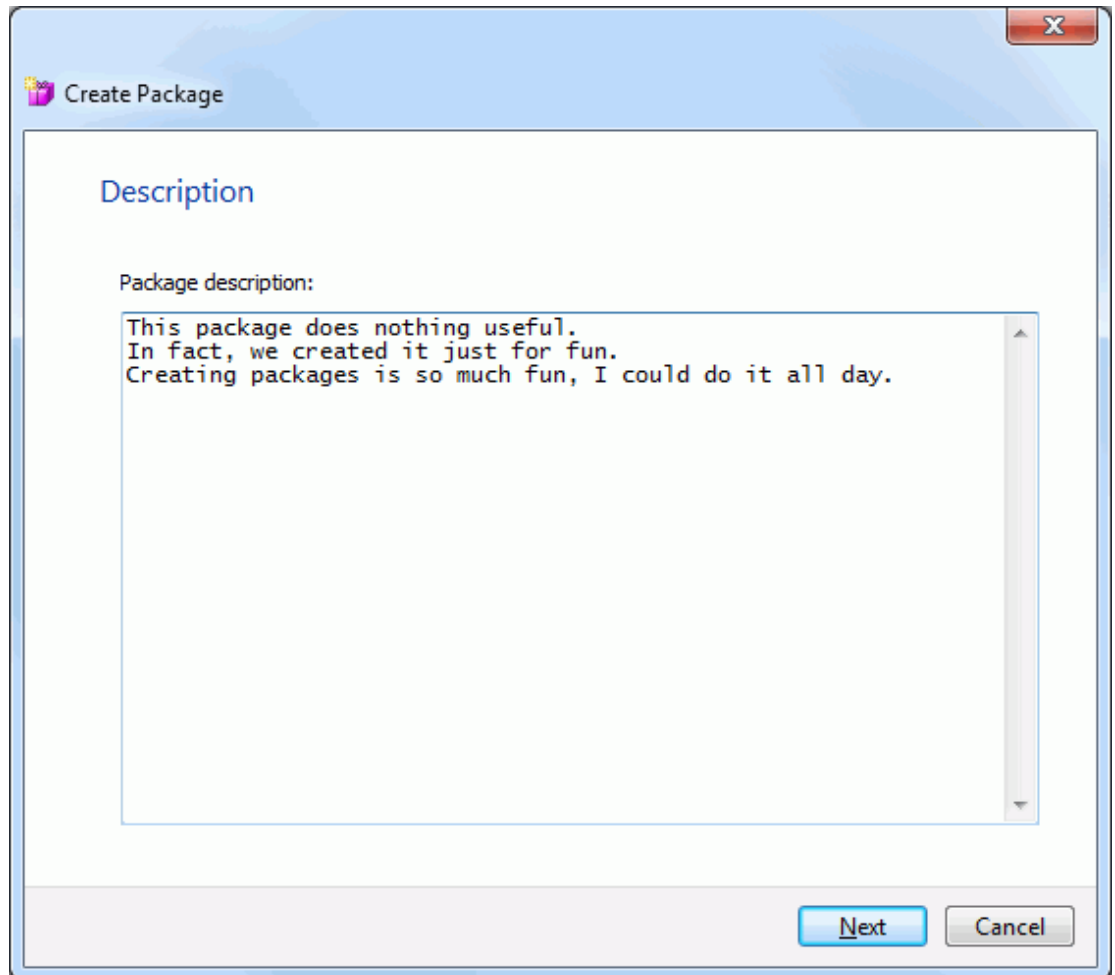 Create Package
Description
Package description:
This package does nothing useful.
In fact, we created it just for fun.
Creating packages is so much fun, I could do it all day.
Next
Cancel